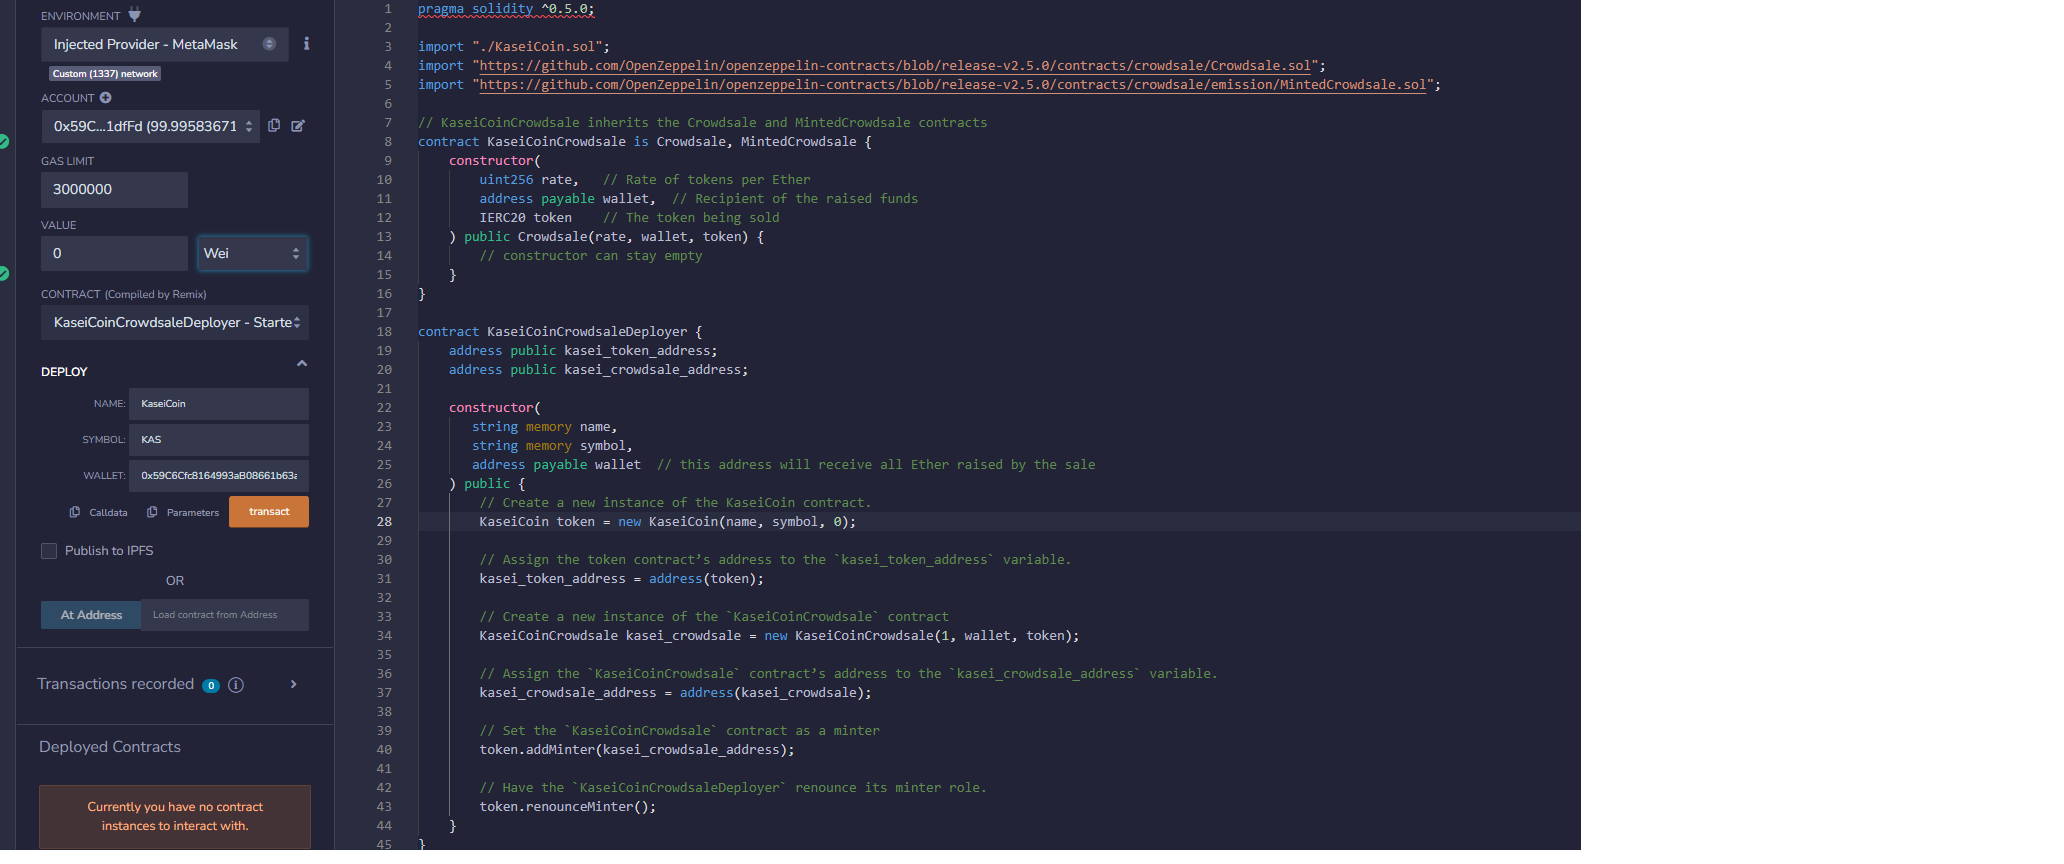 ENVIRONMENT
Injected Provider - MetaMask
Custom (1337) network
ACCOUNT
0x59C...1dfFd (99.99583671
GAS LIMIT
3000000
VALUE
0
Wei
CONTRACT (Compiled by Remix)
KaseiCoinCrowdsaleDeployer - Starte
DEPLOY
NAME: KaseiCoin
SYMBOL: KAS
WALLET: 0x59C6Cfc8164993aB08661b63a
Calldata Parameters transact
Publish to IPFS
OR
At Address Load contract from Address
Transactions recorded 0 i
Deployed Contracts
Currently you have no contract
instances to interact with.
1 pragma solidity ^0.5.0;
2
3 import "./KaseiCoin.sol";
4 import "https://github.com/OpenZeppelin/openzeppelin-contracts/blob/release-v2.5.0/contracts/crowdsale/Crowdsale.sol";
5 import "https://github.com/OpenZeppelin/openzeppelin-contracts/blob/release-v2.5.0/contracts/crowdsale/emission/MintedCrowdsale.sol";
6
7 // KaseiCoinCrowdsale inherits the Crowdsale and MintedCrowdsale contracts
8 contract KaseiCoinCrowdsale is Crowdsale, MintedCrowdsale {
9 constructor(
10 uint256 rate, // Rate of tokens per Ether
11 address payable wallet, // Recipient of the raised funds
12 IERC20 token // The token being sold
13 ) public Crowdsale(rate, wallet, token) {
14 // constructor can stay empty
15 }
16 }
17
18 contract KaseiCoinCrowdsaleDeployer {
19 address public kasei_token_address;
20 address public kasei_crowdsale_address;
21
22 constructor(
23 string memory name,
24 string memory symbol,
25 address payable wallet // this address will receive all Ether raised by the sale
26 ) public {
27 // Create a new instance of the KaseiCoin contract.
28 KaseiCoin token = new KaseiCoin(name, symbol, 0);
29
30 // Assign the token contract’s address to the `kasei_token_address` variable.
31 kasei_token_address = address(token);
32
33 // Create a new instance of the `KaseiCoinCrowdsale` contract
34 KaseiCoinCrowdsale kasei_crowdsale = new KaseiCoinCrowdsale(1, wallet, token);
35
36 // Assign the `KaseiCoinCrowdsale` contract’s address to the `kasei_crowdsale_address` variable.
37 kasei_crowdsale_address = address(kasei_crowdsale);
38
39 // Set the `KaseiCoinCrowdsale` contract as a minter
40 token.addMinter(kasei_crowdsale_address);
41
42 // Have the `KaseiCoinCrowdsaleDeployer` renounce its minter role.
43 token.renounceMinter();
44 }
45 }